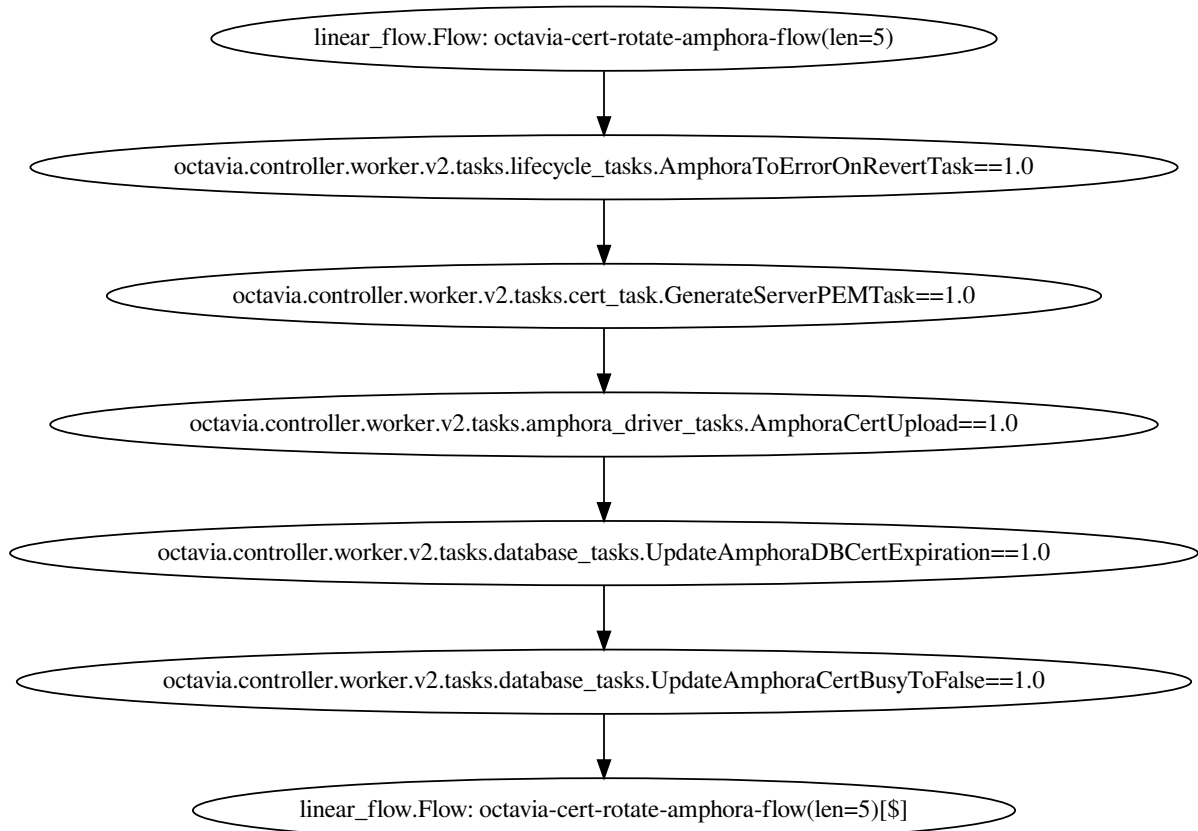 linear_flow.Flow: octavia-cert-rotate-amphora-flow(len=5)
octavia.controller.worker.v2.tasks.lifecycle_tasks.AmphoraToErrorOnRevertTask==1.0
octavia.controller.worker.v2.tasks.cert_task.GenerateServerPEMTask==1.0
octavia.controller.worker.v2.tasks.amphora_driver_tasks.AmphoraCertUpload==1.0
octavia.controller.worker.v2.tasks.database_tasks.UpdateAmphoraDBCertExpiration==1.0
octavia.controller.worker.v2.tasks.database_tasks.UpdateAmphoraCertBusyToFalse==1.0
linear_flow.Flow: octavia-cert-rotate-amphora-flow(len=5)[$]